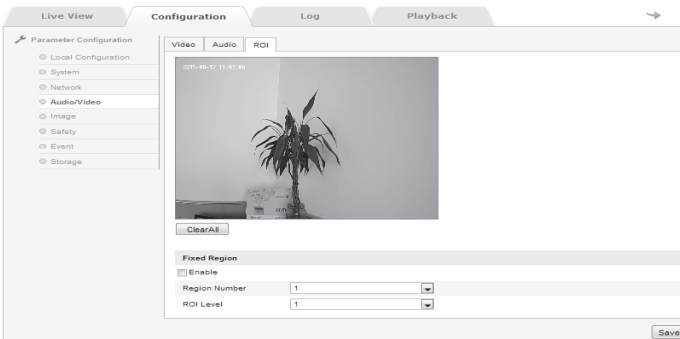 Live View Configuration Log Playback
Parameter Configuration
Local Configuration
System
Network
Audio/Video
Image
Safety
Event
Storage
Video Audio ROI
ClearAll
Fixed Region
Enable
Region Number 1
ROI Level 1
Save